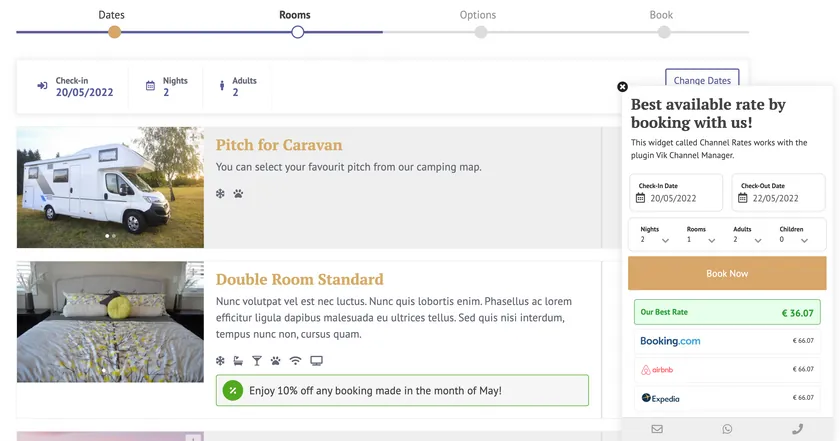 Dates
Rooms
Options
Book
Check-in
20/05/2022
Nights
2
Adults
2
Change Dates
Pitch for Caravan
You can select your favourit pitch from our camping map.
Double Room Standard
Nunc volutpat vel est nec luctus. Nunc quis lobortis enim. Phasellus ac lorem
efficitur ligula dapibus malesuada eu ultrices tellus. Sed quis nisi interdum,
tempus nunc non, cursus quam.
Enjoy 10% off any booking made in the month of May!
Best available rate by
booking with us!
This widget called Channel Rates works with the
plugin Vik Channel Manager.
Check-In Date
20/05/2022
Check-Out Date
22/05/2022
Nights
2
Rooms
1
Adults
2
Children
0
Book Now
Our Best Rate
€ 36.07
Booking.com
€ 66.07
airbnb
€ 66.07
Expedia
€ 66.07